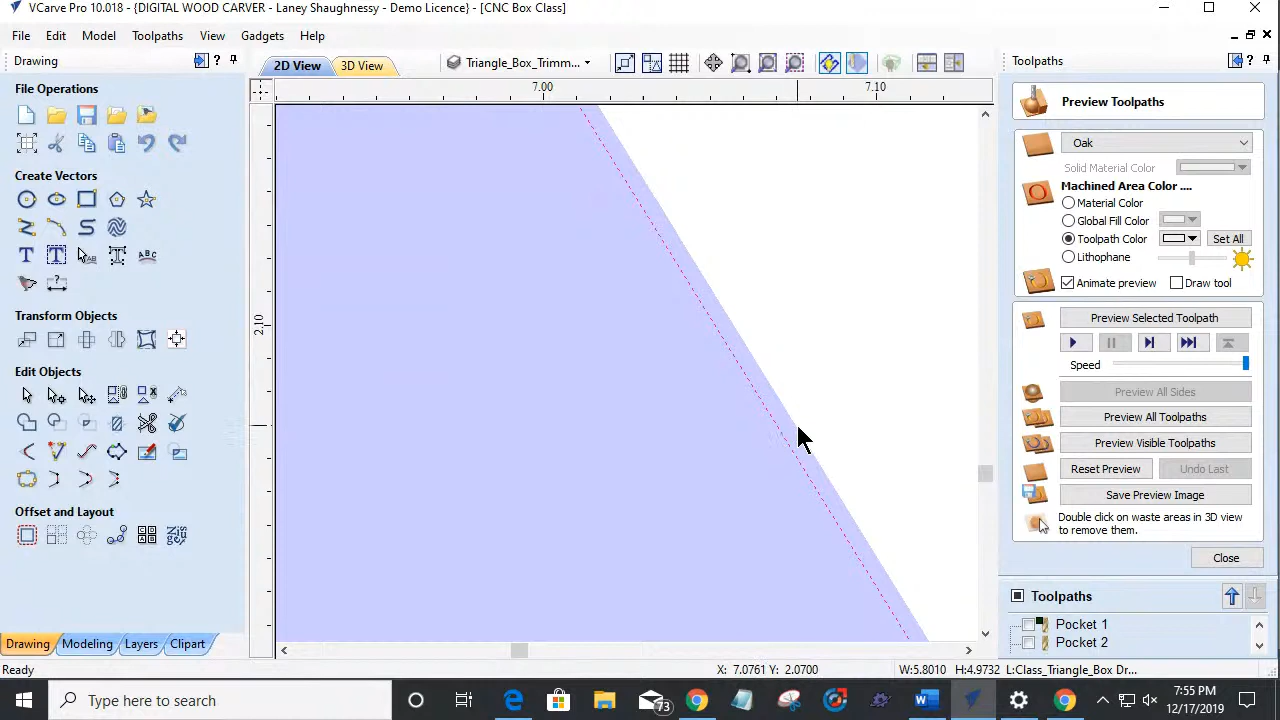 VCarve Pro 10.018 - {DIGITAL WOOD CARVER - Laney Shaughnessy - Demo Licence} - [CNC Box Class]
File Edit Model Toolpaths View Gadgets Help
Drawing
2D View 3D View Triangle_Box_Trimm...
Toolpaths
7.00 7.10
2.10
File Operations
Create Vectors
Transform Objects
Edit Objects
Offset and Layout
Drawing Modeling Layers Clipart
Preview Toolpaths
Oak
Solid Material Color
Machined Area Color ....
Material Color
Global Fill Color
Toolpath Color Set All
Lithophane
Animate preview Draw tool
Preview Selected Toolpath
Speed
Preview All Sides
Preview All Toolpaths
Preview Visible Toolpaths
Reset Preview Undo Last
Save Preview Image
Double click on waste areas in 3D view
to remove them.
Close
Toolpaths
Pocket 1
Pocket 2
Ready X: 7.0761 Y: 2.0700 W:5.8010 H:4.9732 L:Class_Triangle_Box Dr...
Type here to search
73
7:55 PM
12/17/2019